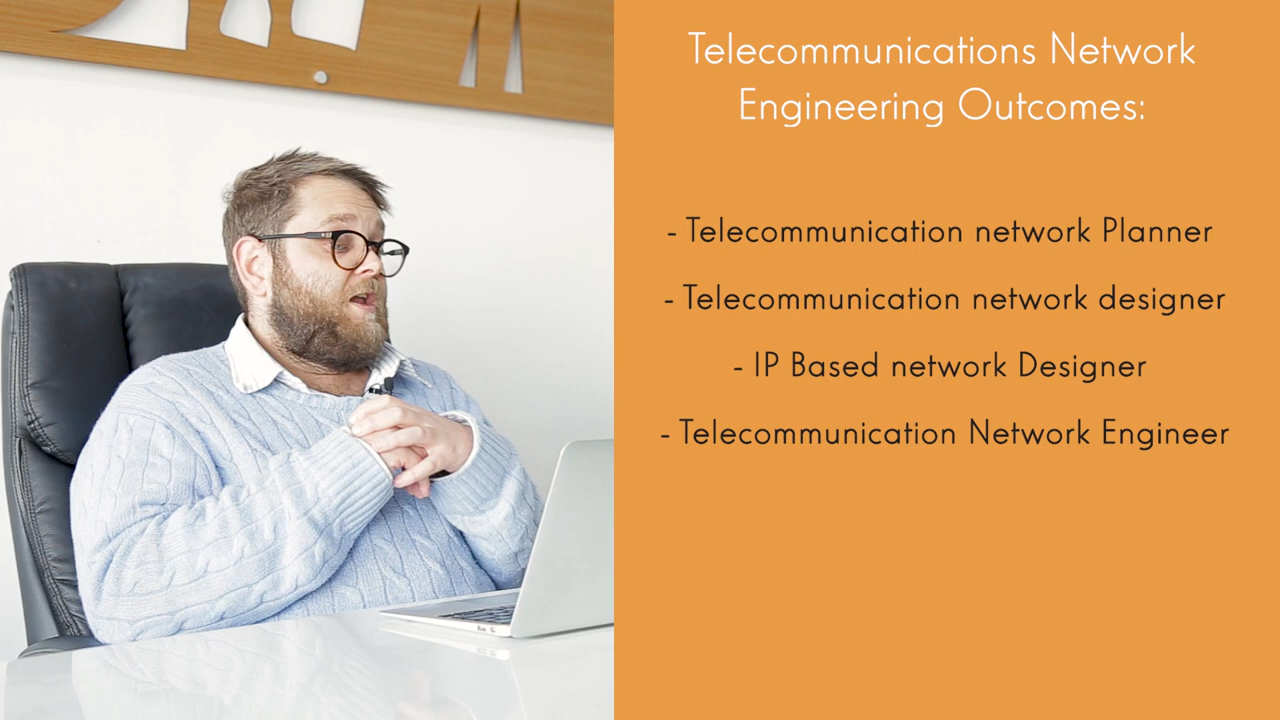 Telecommunications Network
Engineering Outcomes:
- Telecommunication network Planner
- Telecommunication network designer
- IP Based network Designer
- Telecommunication Network Engineer